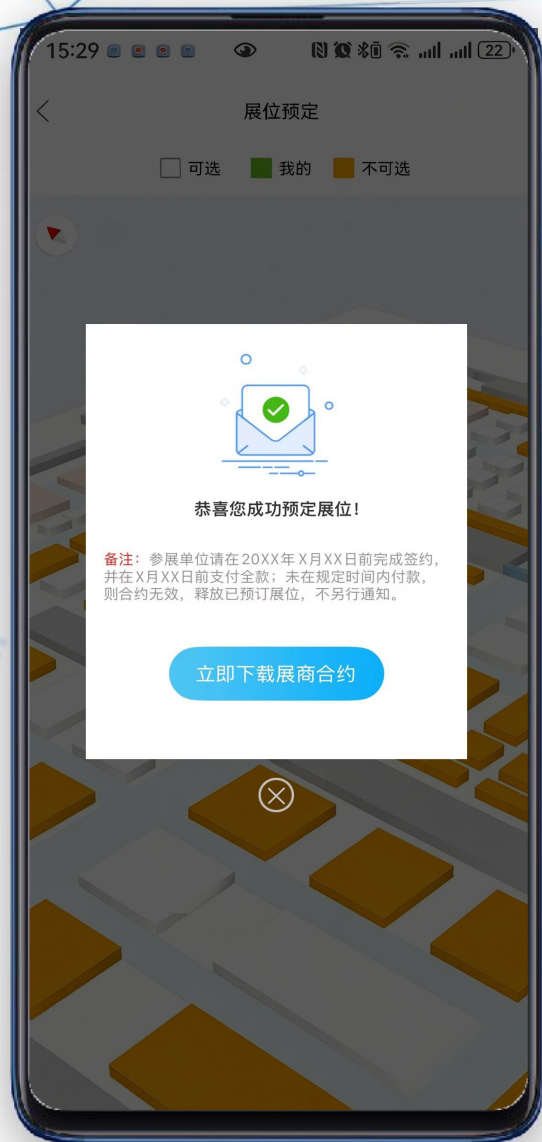 15:29
22
展位预定
可选 我的 不可选
恭喜您成功预定展位!
备注：参展单位请在20XX年X月XX日前完成签约，
并在X月XX日前支付全款；未在规定时间内付款，
则合约无效，释放已预订展位，不另行通知。
立即下载展商合约